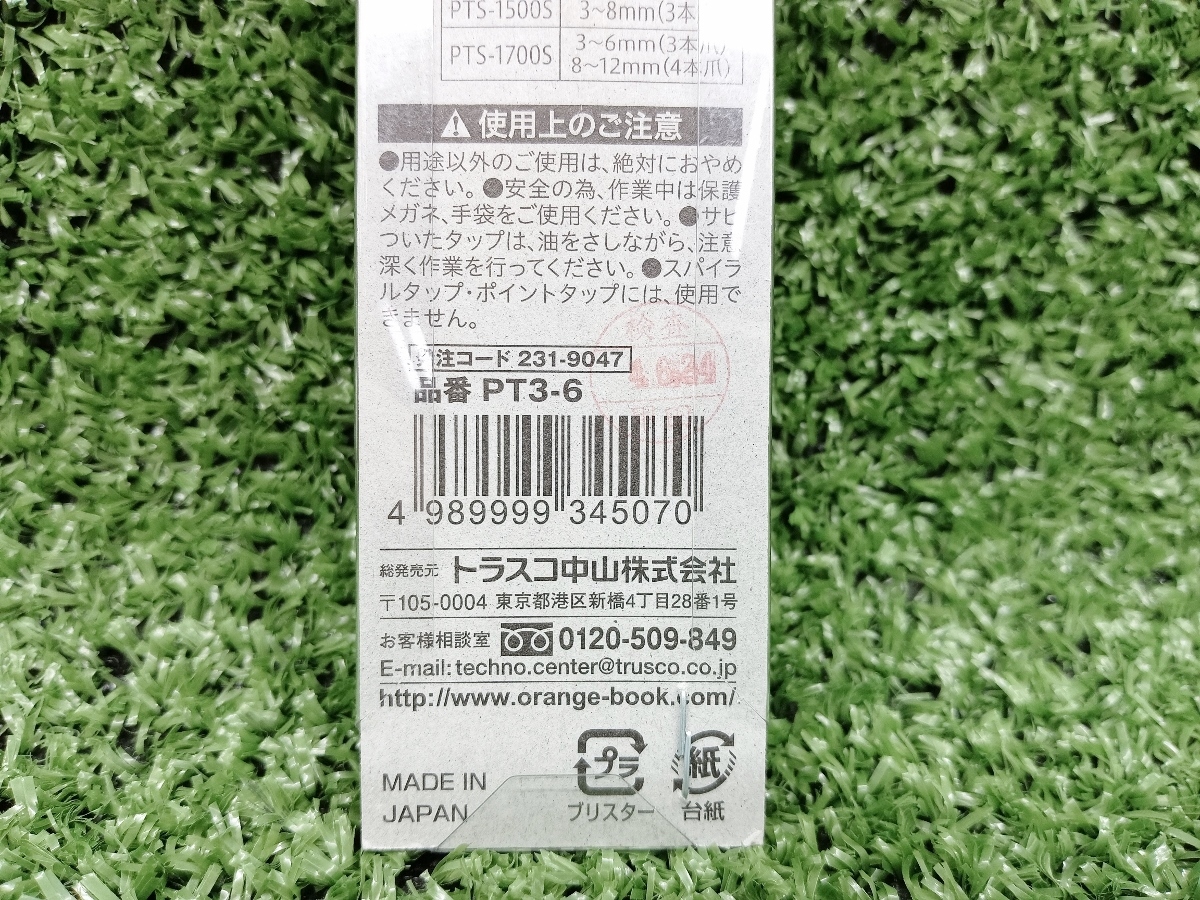 PTS-1500S 3~8mm(3本
PTS-1700S 3~6mm(3本爪)
8~12mm(4本爪)
使用上のご注意
●用途以外のご使用は、絶対におやめ
ください。●安全の為、作業中は保護
メガネ、手袋をご使用ください。●サビ
ついたタップは、油をさしながら、注意
深く作業を行ってください。●スパイラ
ルタップ・ポイントタップには、使用で
きません。
検査
発注コード 231-9047
品番 PT3-6
4 989999 345070
総発売元 トラスコ中山株式会社
〒105-0004 東京都港区新橋4丁目28番1号
お客様相談室 0120-509-849
E-mail: techno.center@trusco.co.jp
http://www.orange-book.com/
MADE IN
JAPAN
プラ
ブリスター
紙
台紙